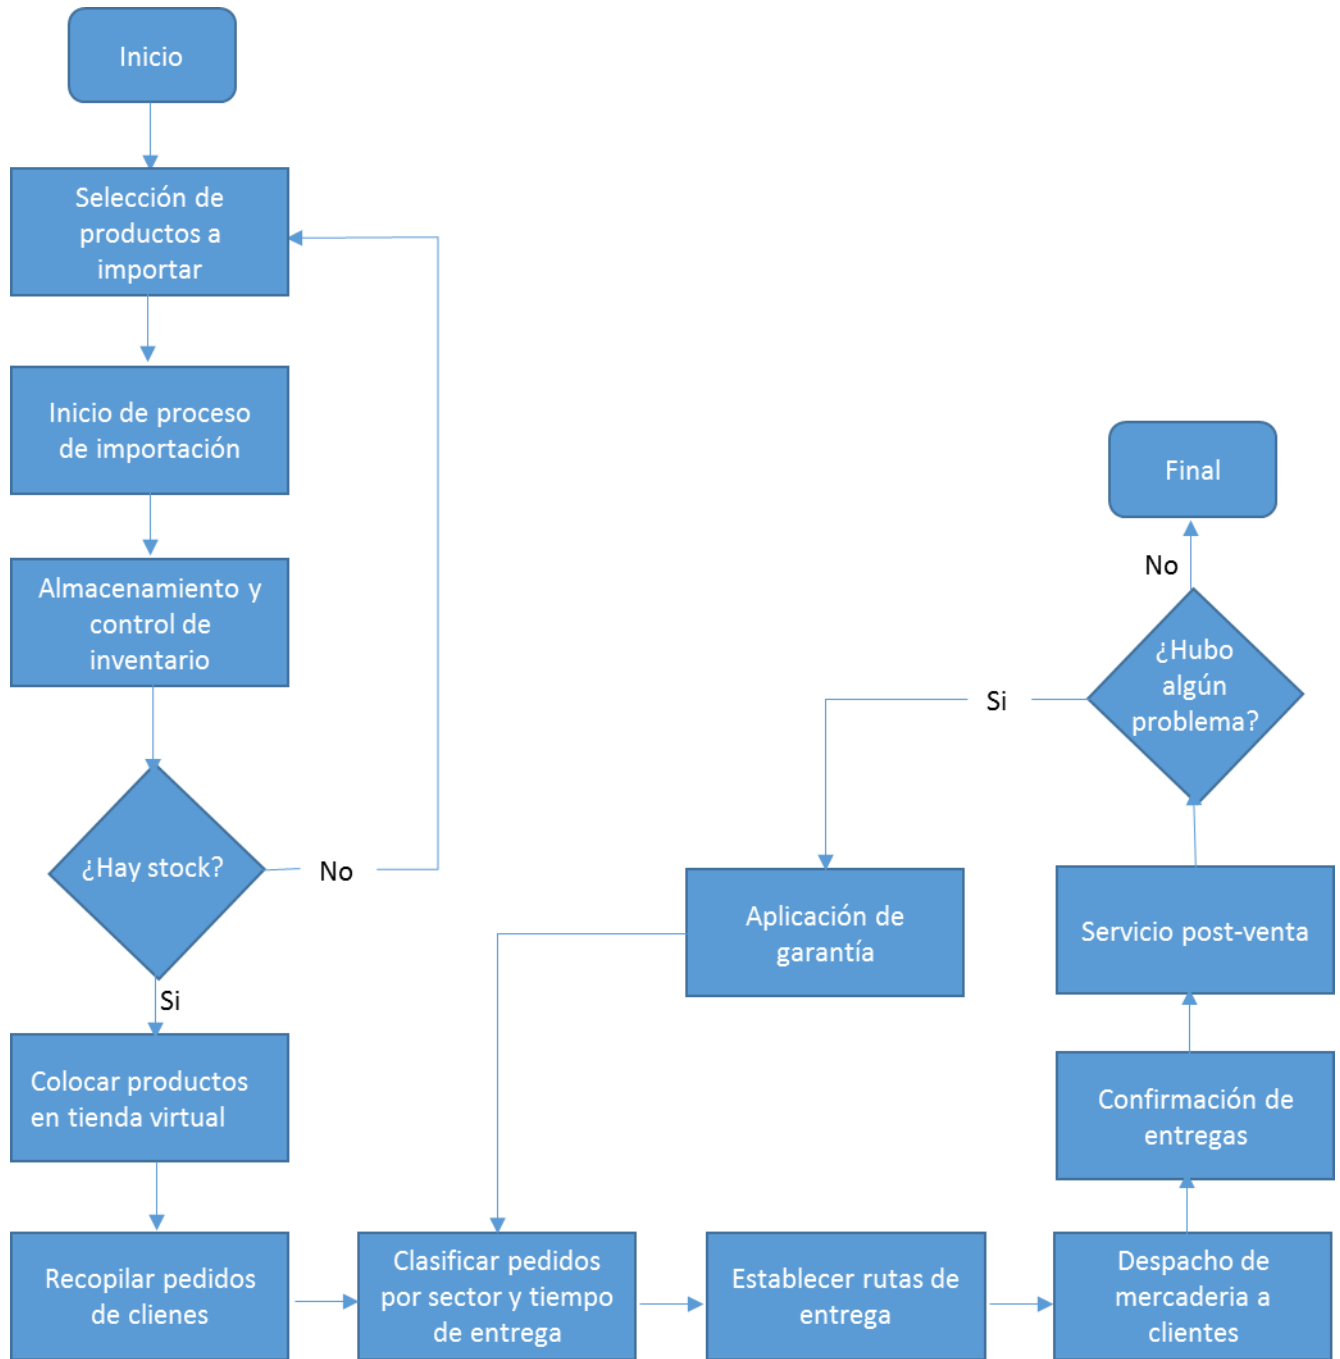 Inicio
Selección de
productos a
importar
Inicio de proceso
de importación
Almacenamiento y
control de
inventario
¿Hay stock?
No
Si
Colocar productos
en tienda virtual
Recopilar pedidos
de clienes
Clasificar pedidos
por sector y tiempo
de entrega
Establecer rutas de
entrega
Despacho de
mercaderia a
clientes
Confirmación de
entregas
Servicio post-venta
¿Hubo
algún
problema?
Si
No
Aplicación de
garantía
Final